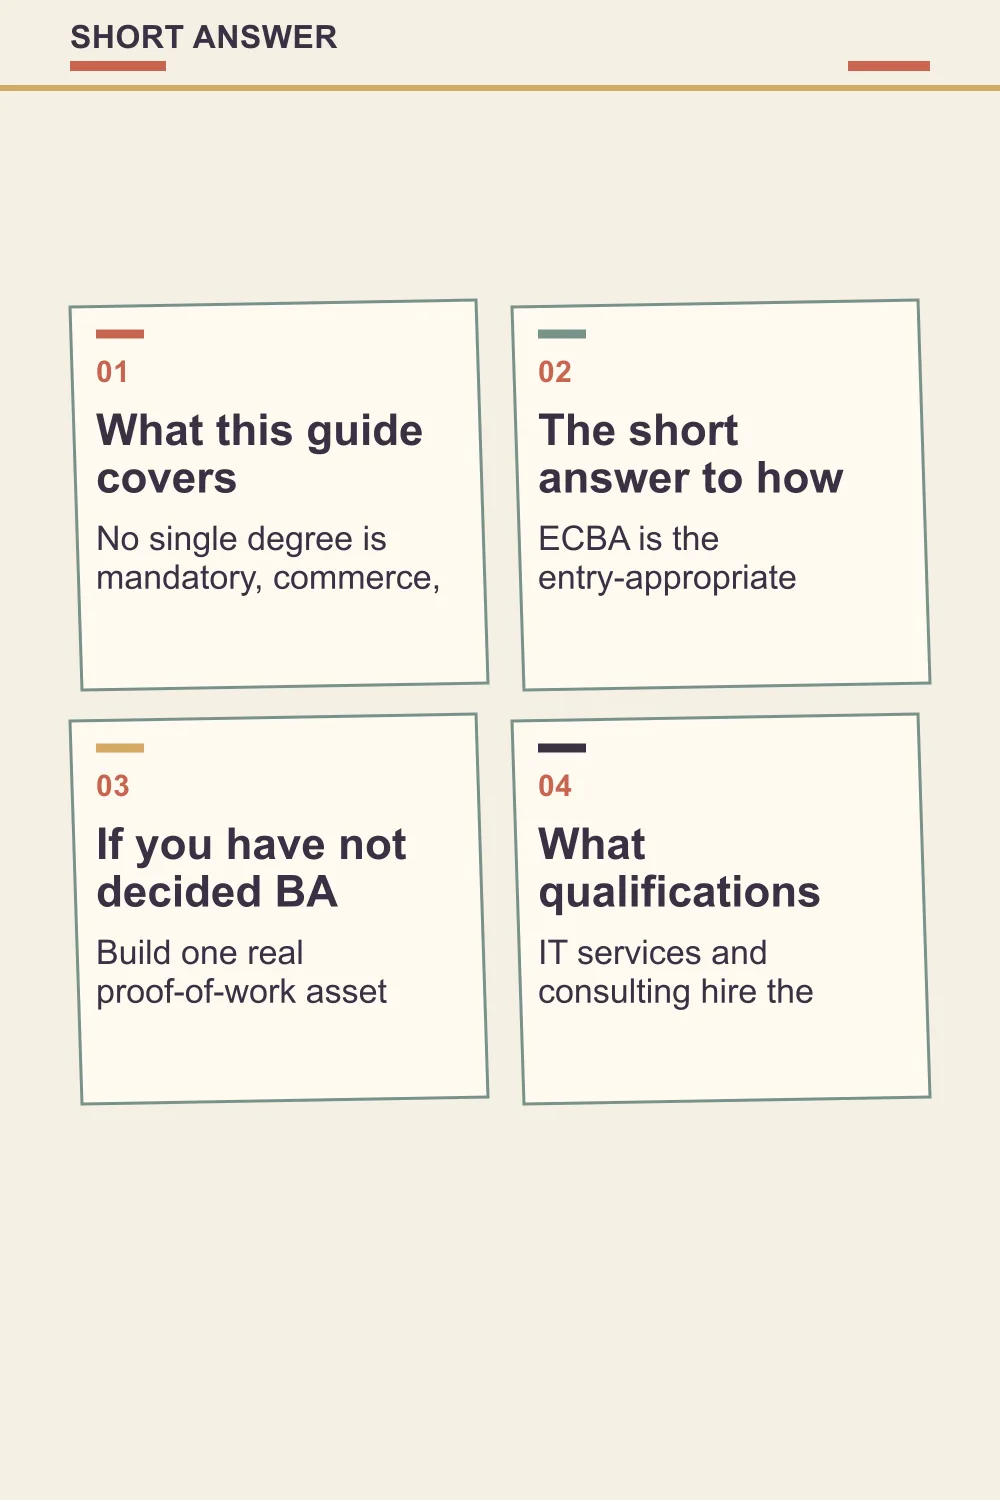 SHORT ANSWER
01
What this guide
covers
No single degree is
mandatory, commerce,
02
The short
answer to how
ECBA is the
entry-appropriate
03
If you have not
decided BA
Build one real
proof-of-work asset
04
What
qualifications
IT services and
consulting hire the